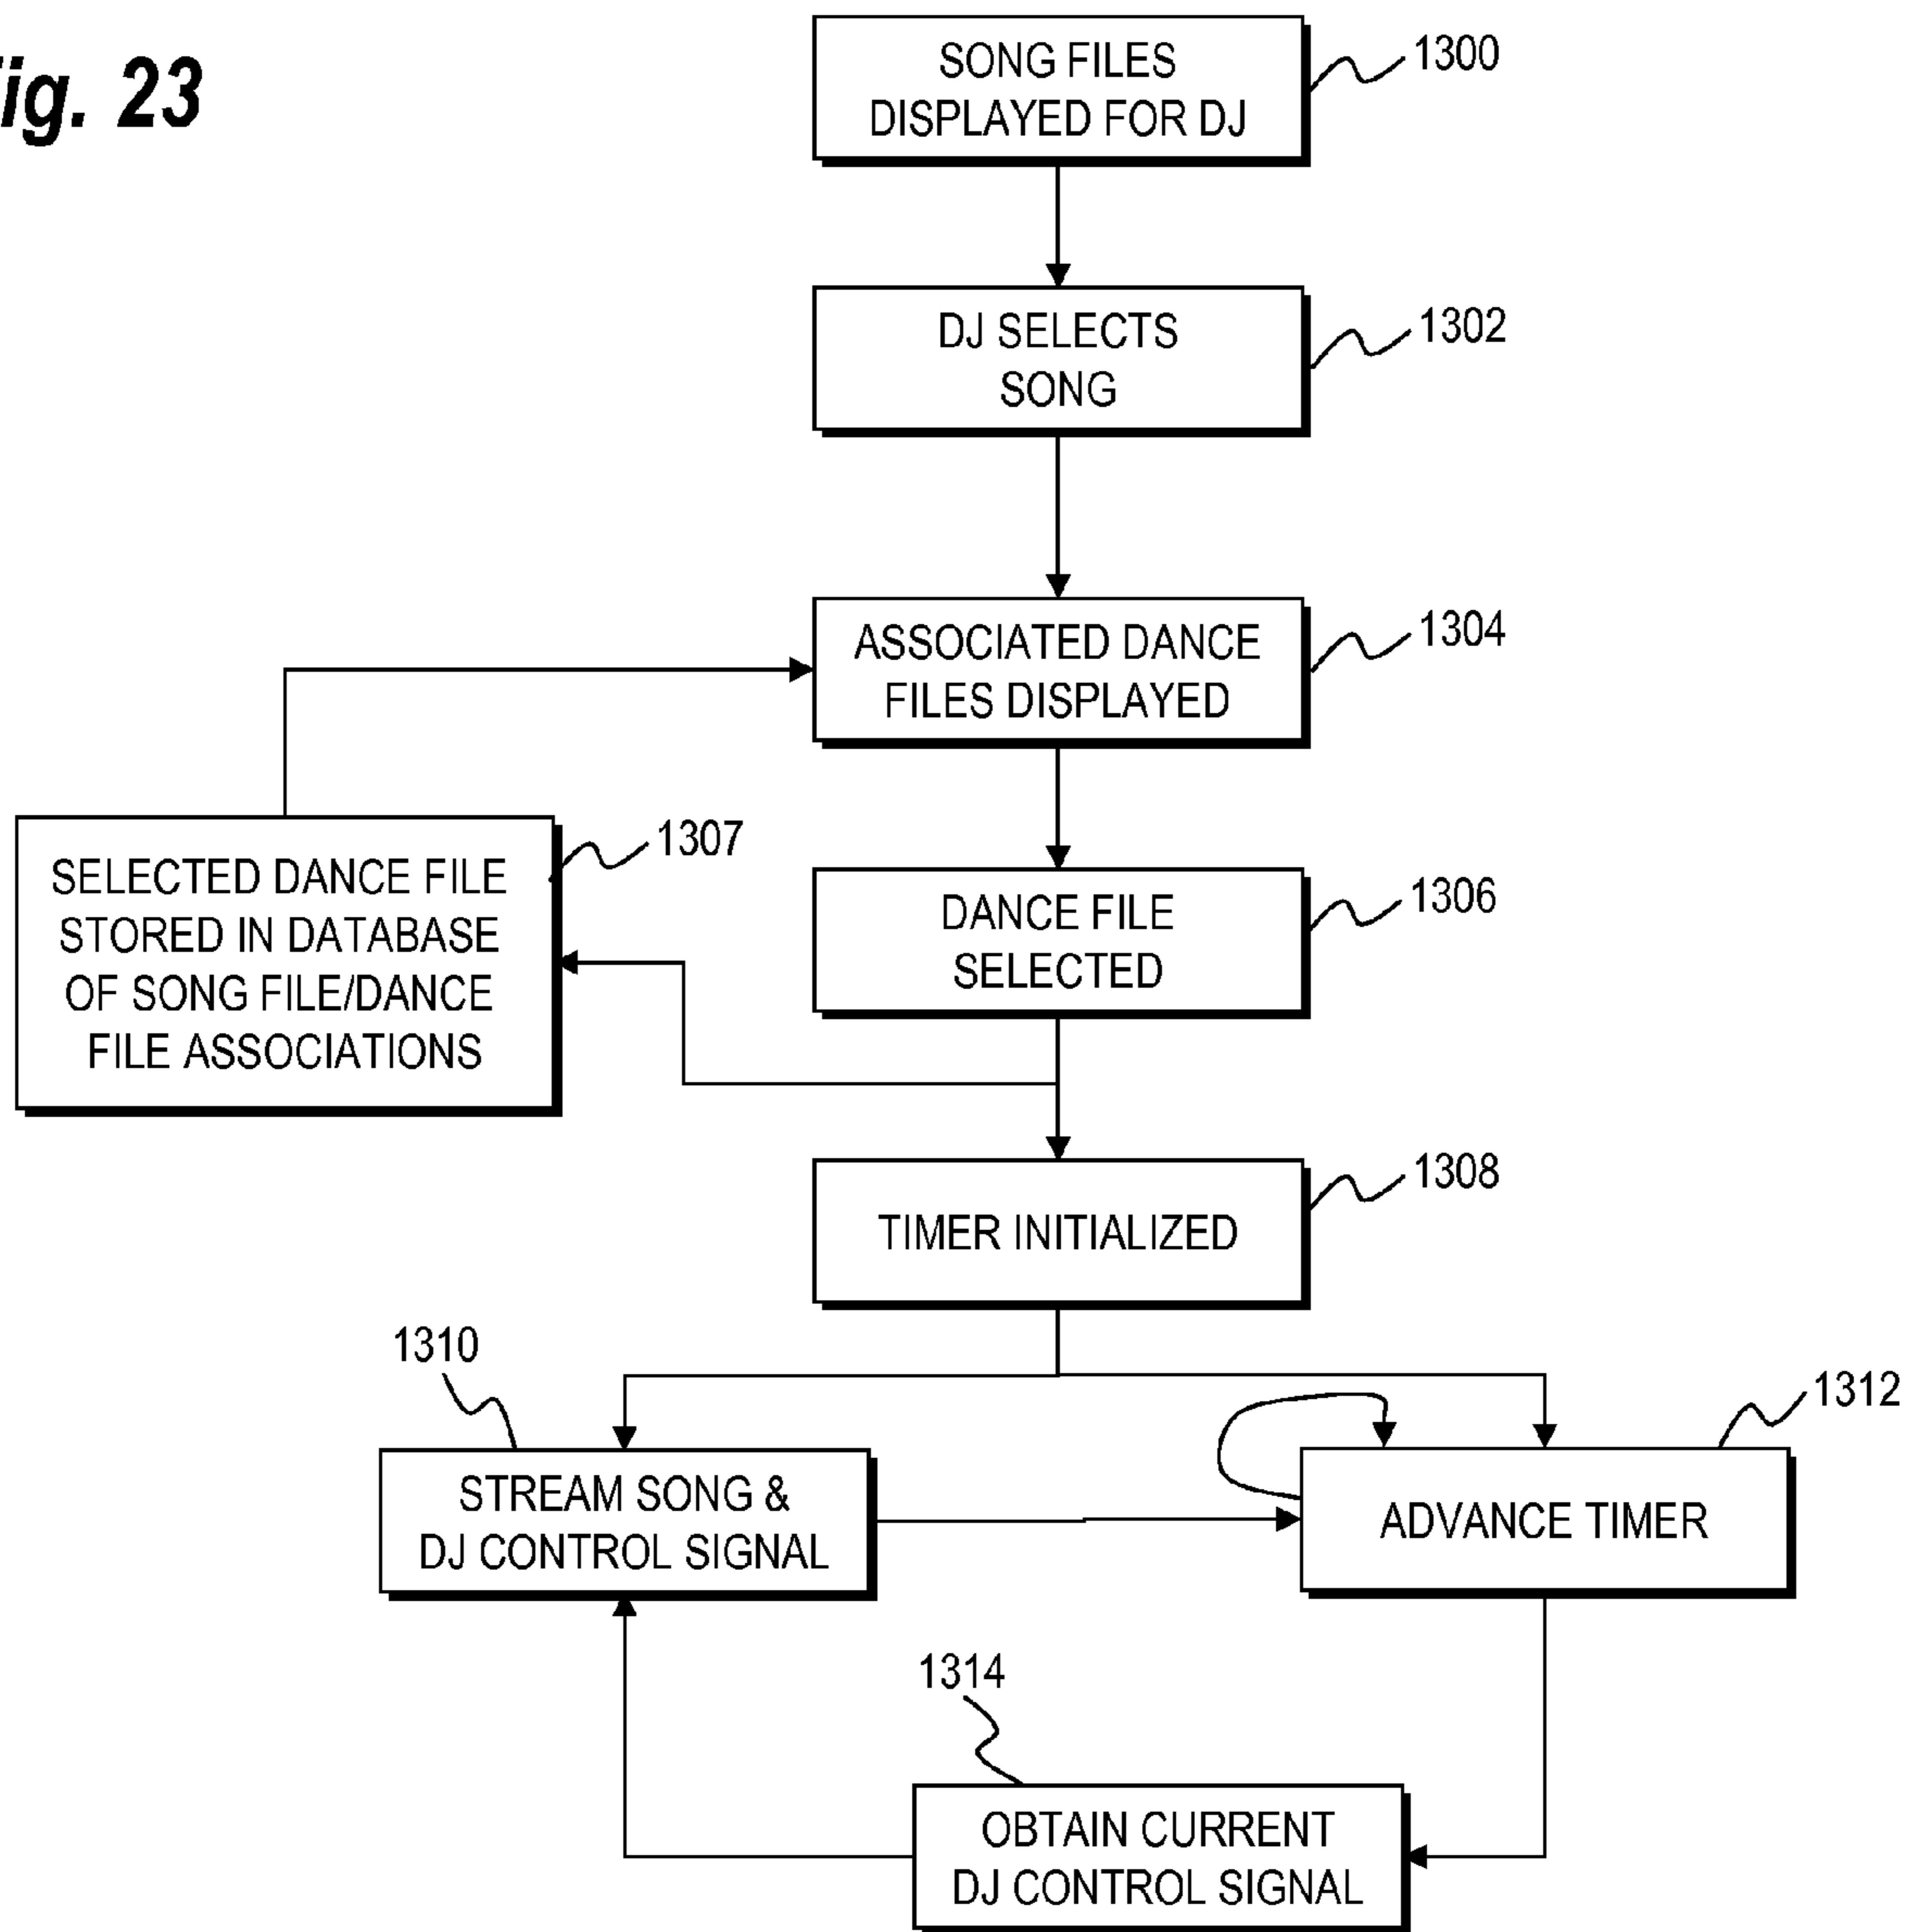 ig. 23
SONG FILES
DISPLAYED FOR DJ
1300
DJ SELECTS
SONG
1302
ASSOCIATED DANCE
FILES DISPLAYED
1304
SELECTED DANCE FILE
STORED IN DATABASE
OF SONG FILE/DANCE
FILE ASSOCIATIONS
1307
DANCE FILE
SELECTED
1306
TIMER INITIALIZED
1308
1310
STREAM SONG &
DJ CONTROL SIGNAL
1312
ADVANCE TIMER
1314
OBTAIN CURRENT
DJ CONTROL SIGNAL